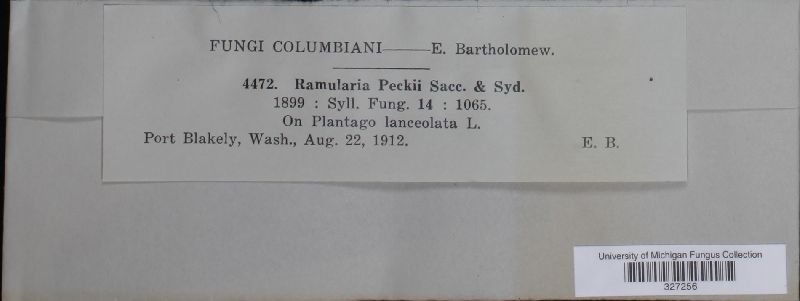 FUNGI COLUMBIANI——E. Bartholomew.
4472. Ramularia Peckii Sacc. & Syd.
1899 : Syll. Fung. 14 : 1065.
On Plantago lanceolata L.
Port Blakely, Wash., Aug. 22, 1912. E. B.
University of Michigan Fungus Collection
327256